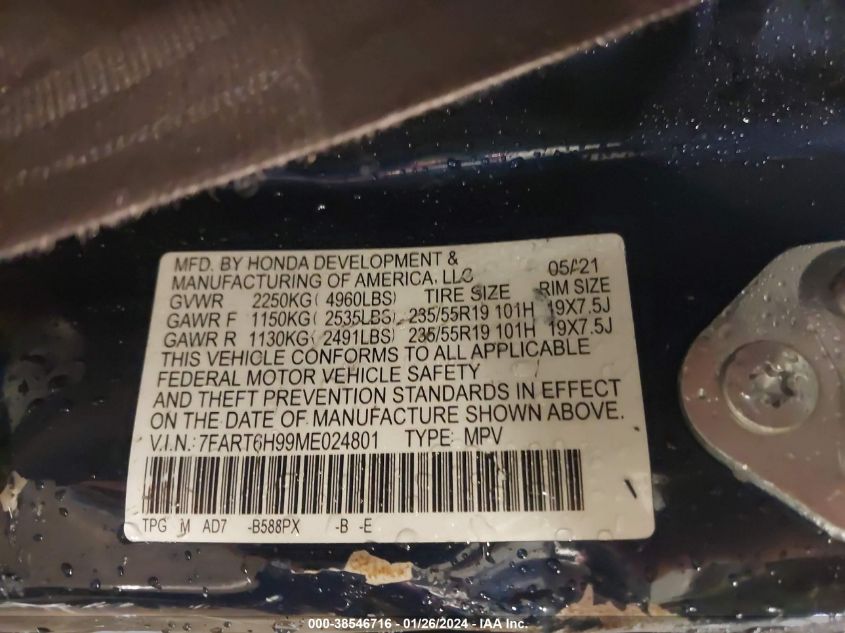 MFD. BY HONDA DEVELOPMENT &
MANUFACTURING OF AMERICA, LLC 05/21
GVWR 2250KG( 4960LBS) TIRE SIZE RIM SIZE
GAWR F 1150KG( 2535LBS) 235/55R19 101H 19X7.5J
GAWR R 1130KG( 2491LBS) 235/55R19 101H 19X7.5J
THIS VEHICLE CONFORMS TO ALL APPLICABLE
FEDERAL MOTOR VEHICLE SAFETY
AND THEFT PREVENTION STANDARDS IN EFFECT
ON THE DATE OF MANUFACTURE SHOWN ABOVE.
V.I.N.: 7FART6H99ME024801 TYPE: MPV
TPG M AD7 -B588PX -B -E
000-38546716 - 01/26/2024 - IAA Inc.